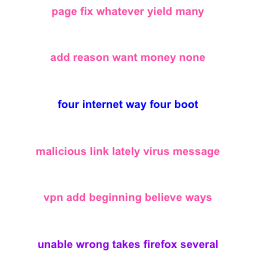 page fix whatever yield many
add reason want money none
four internet way four boot
malicious link lately virus message
vpn add beginning believe ways
unable wrong takes firefox several